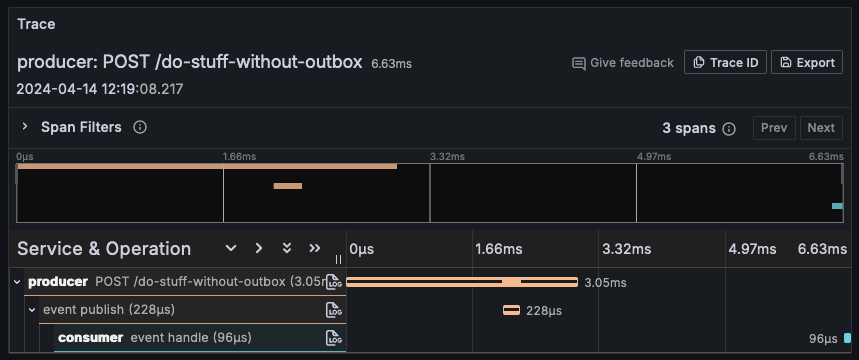 Trace
producer: POST /do-stuff-without-outbox 6.63ms
Give feedback
Trace ID
Export
2024-04-14 12:19:08.217
Span Filters
3 spans
Prev
Next
0μs 1.66ms 3.32ms 4.97ms 6.63ms
Service & Operation
0μs 1.66ms 3.32ms 4.97ms 6.63ms
producer POST /do-stuff-without-outbox (3.05m
LOG
3.05ms
event publish (228μs)
LOG
228μs
consumer event handle (96μs)
LOG
96μs